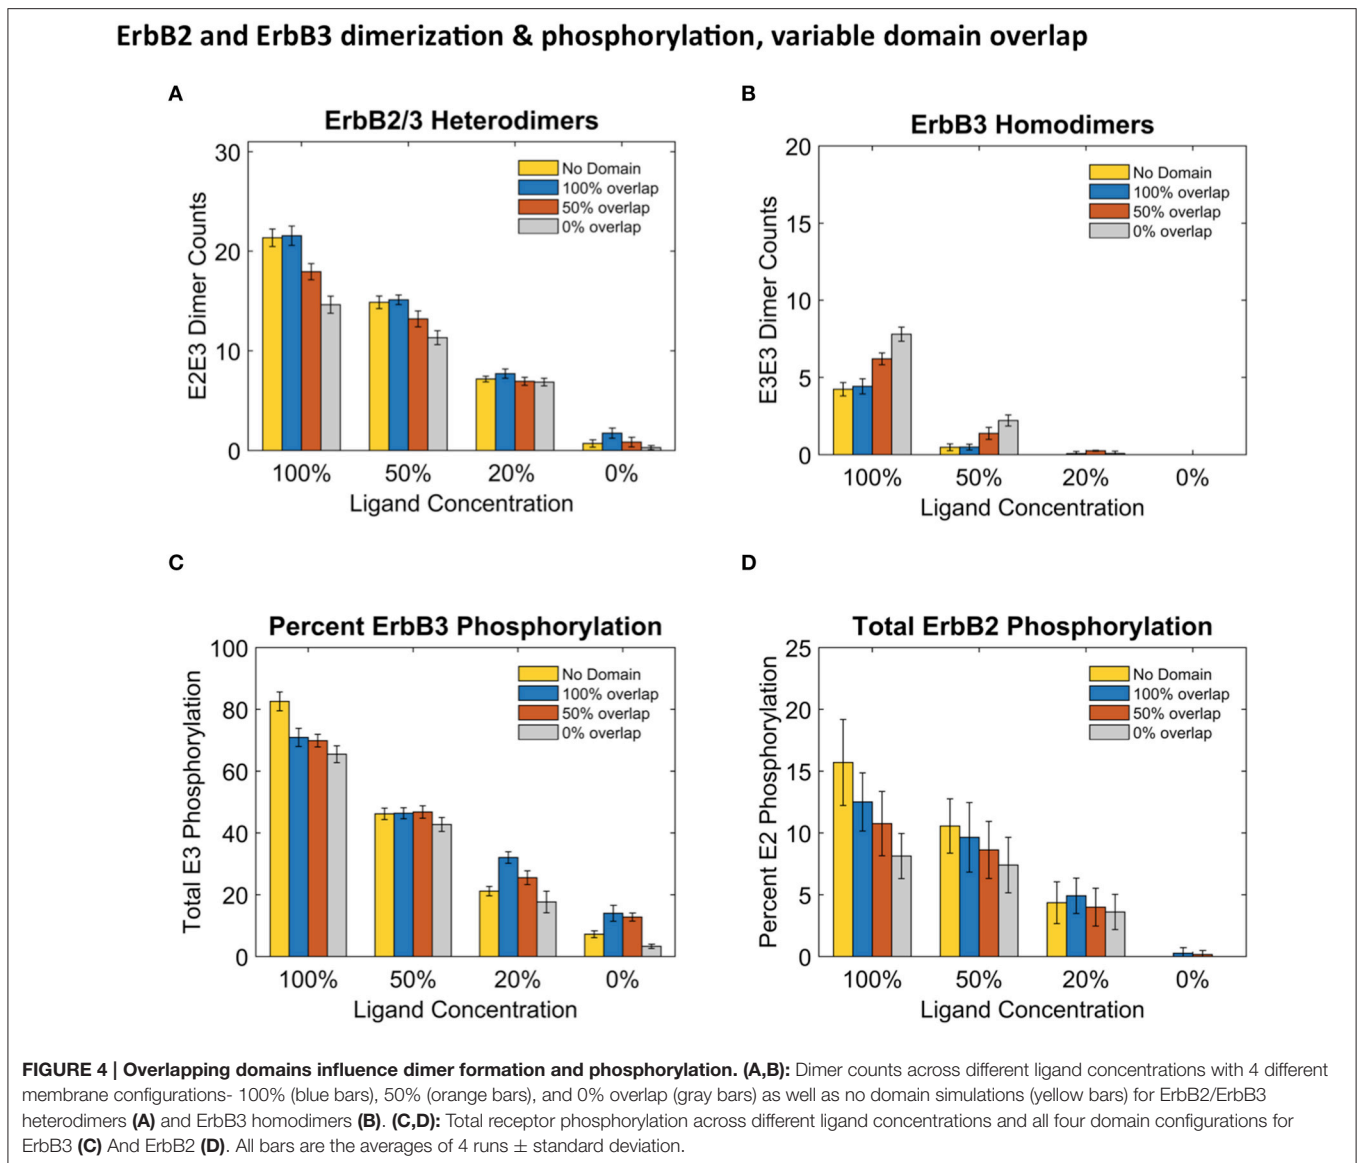 ErbB2 and ErbB3 dimerization & phosphorylation, variable domain overlap
A
ErbB2/3 Heterodimers
30
20
10
0
E2E3 Dimer Counts
No Domain
100% overlap
50% overlap
0% overlap
100% 50% 20% 0%
Ligand Concentration
B
ErbB3 Homodimers
20
15
10
5
0
E3E3 Dimer Counts
No Domain
100% overlap
50% overlap
0% overlap
100% 50% 20% 0%
Ligand Concentration
C
Percent ErbB3 Phosphorylation
100
80
60
40
20
0
Total E3 Phosphorylation
No Domain
100% overlap
50% overlap
0% overlap
100% 50% 20% 0%
Ligand Concentration
D
Total ErbB2 Phosphorylation
25
20
15
10
5
0
Percent E2 Phosphorylation
No Domain
100% overlap
50% overlap
0% overlap
100% 50% 20% 0%
Ligand Concentration
FIGURE 4 | Overlapping domains influence dimer formation and phosphorylation. (A,B): Dimer counts across different ligand concentrations with 4 different
membrane configurations- 100% (blue bars), 50% (orange bars), and 0% overlap (gray bars) as well as no domain simulations (yellow bars) for ErbB2/ErbB3
heterodimers (A) and ErbB3 homodimers (B). (C,D): Total receptor phosphorylation across different ligand concentrations and all four domain configurations for
ErbB3 (C) And ErbB2 (D). All bars are the averages of 4 runs ± standard deviation.